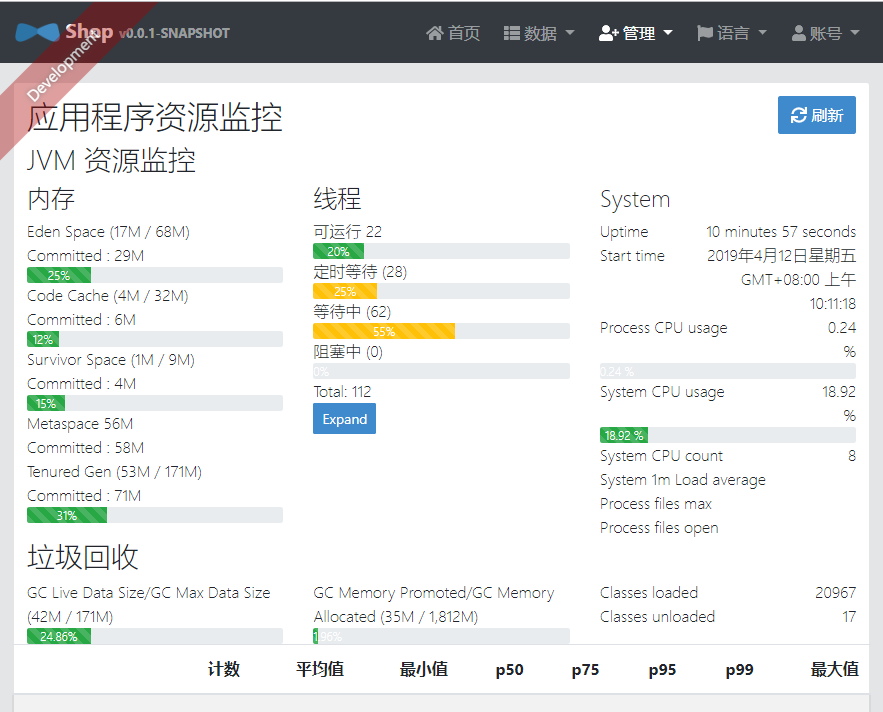 Shop v0.0.1-SNAPSHOT
首页
数据
管理
语言
账号
Development
应用程序资源监控
刷新
JVM 资源监控
内存
Eden Space (17M / 68M)
Committed : 29M
25%
Code Cache (4M / 32M)
Committed : 6M
12%
Survivor Space (1M / 9M)
Committed : 4M
15%
Metaspace 56M
Committed : 58M
Tenured Gen (53M / 171M)
Committed : 71M
31%
线程
可运行 22
20%
定时等待 (28)
25%
等待中 (62)
55%
阻塞中 (0)
0%
Total: 112
Expand
System
Uptime 10 minutes 57 seconds
Start time 2019年4月12日星期五
GMT+08:00 上午
10:11:18
Process CPU usage 0.24
%
0.24 %
System CPU usage 18.92
%
18.92 %
System CPU count 8
System 1m Load average
Process files max
Process files open
垃圾回收
GC Live Data Size/GC Max Data Size
(42M / 171M)
24.86%
GC Memory Promoted/GC Memory
Allocated (35M / 1,812M)
1.96%
Classes loaded 20967
Classes unloaded 17
计数 平均值 最小值 p50 p75 p95 p99 最大值